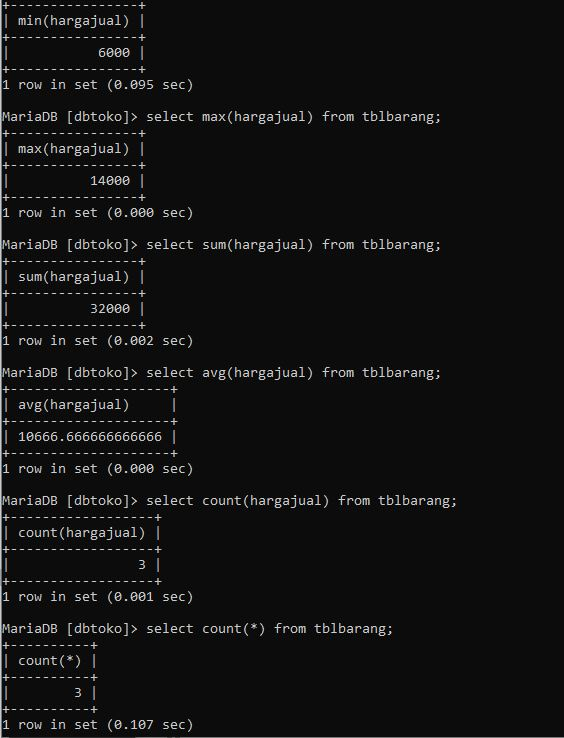 +----------------+
| min(hargajual) |
+----------------+
|           6000 |
+----------------+
1 row in set (0.095 sec)

MariaDB [dbtoko]> select max(hargajual) from tblbarang;
+----------------+
| max(hargajual) |
+----------------+
|          14000 |
+----------------+
1 row in set (0.000 sec)

MariaDB [dbtoko]> select sum(hargajual) from tblbarang;
+----------------+
| sum(hargajual) |
+----------------+
|          32000 |
+----------------+
1 row in set (0.002 sec)

MariaDB [dbtoko]> select avg(hargajual) from tblbarang;
+--------------------+
| avg(hargajual)     |
+--------------------+
| 10666.666666666666 |
+--------------------+
1 row in set (0.000 sec)

MariaDB [dbtoko]> select count(hargajual) from tblbarang;
+------------------+
| count(hargajual) |
+------------------+
|                3 |
+------------------+
1 row in set (0.001 sec)

MariaDB [dbtoko]> select count(*) from tblbarang;
+----------+
| count(*) |
+----------+
|        3 |
+----------+
1 row in set (0.107 sec)